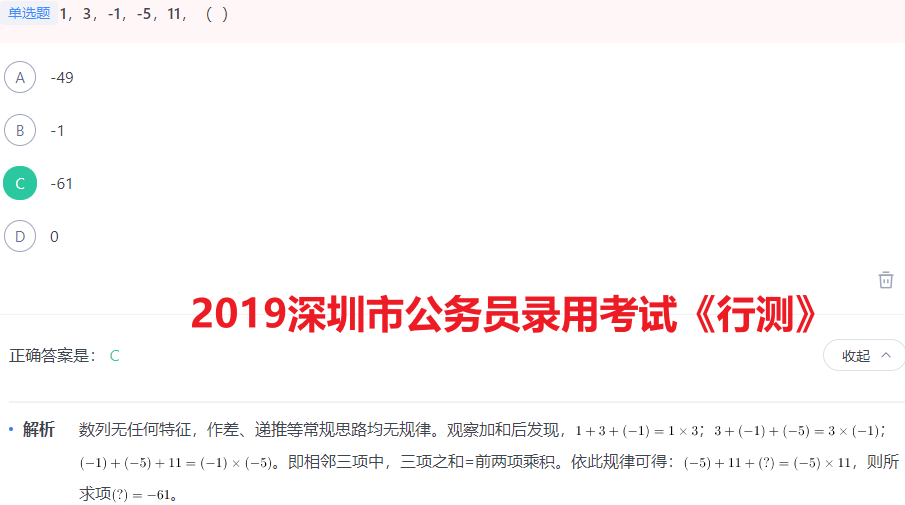 单选题 1，3，-1，-5，11，（ ）
A -49
B -1
C -61
D 0
2019深圳市公务员录用考试《行测》
正确答案是： C
收起
• 解析 数列无任何特征，作差、递推等常规思路均无规律。观察加和后发现，1 + 3 + (−1) = 1 × 3；3 + (−1) + (−5) = 3 × (−1)；
(−1) + (−5) + 11 = (−1) × (−5)。即相邻三项中，三项之和=前两项乘积。依此规律可得：(−5) + 11 + (?) = (−5) × 11，则所
求项(?) = −61。